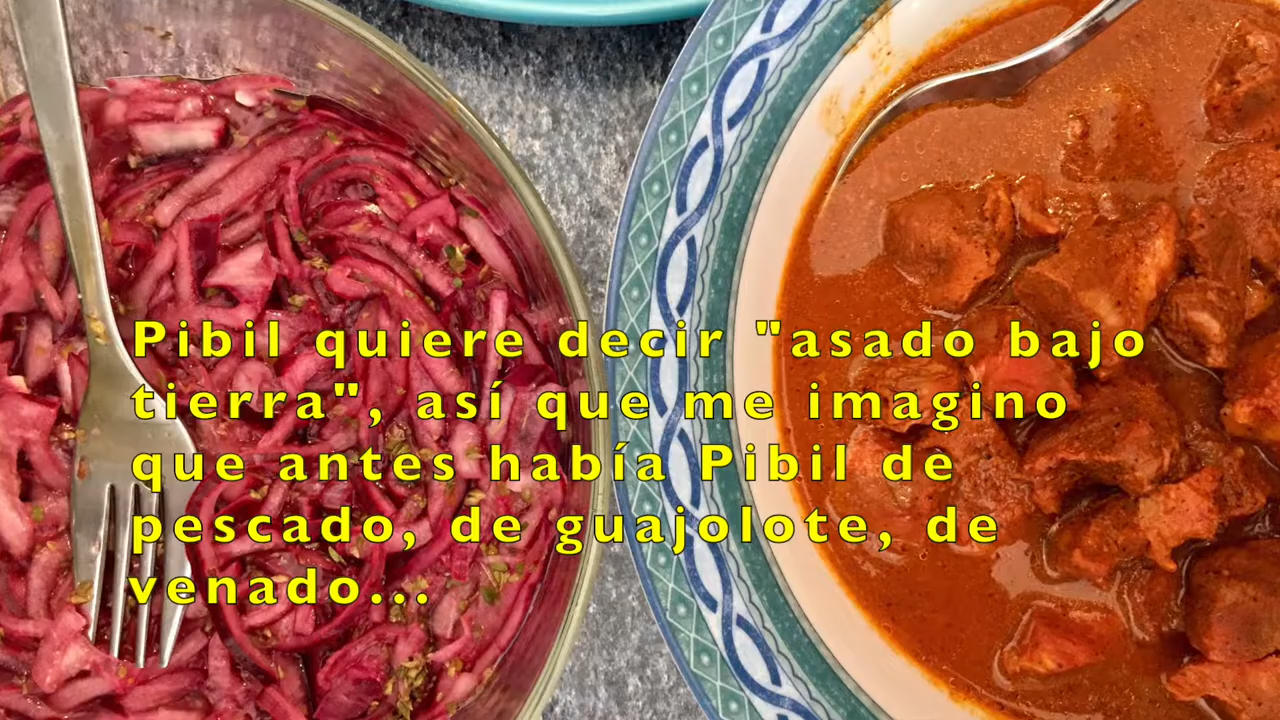 Pibil quiere decir "asado bajo
tierra", así que me imagino
que antes había Pibil de
pescado, de guajolote, de
venado...